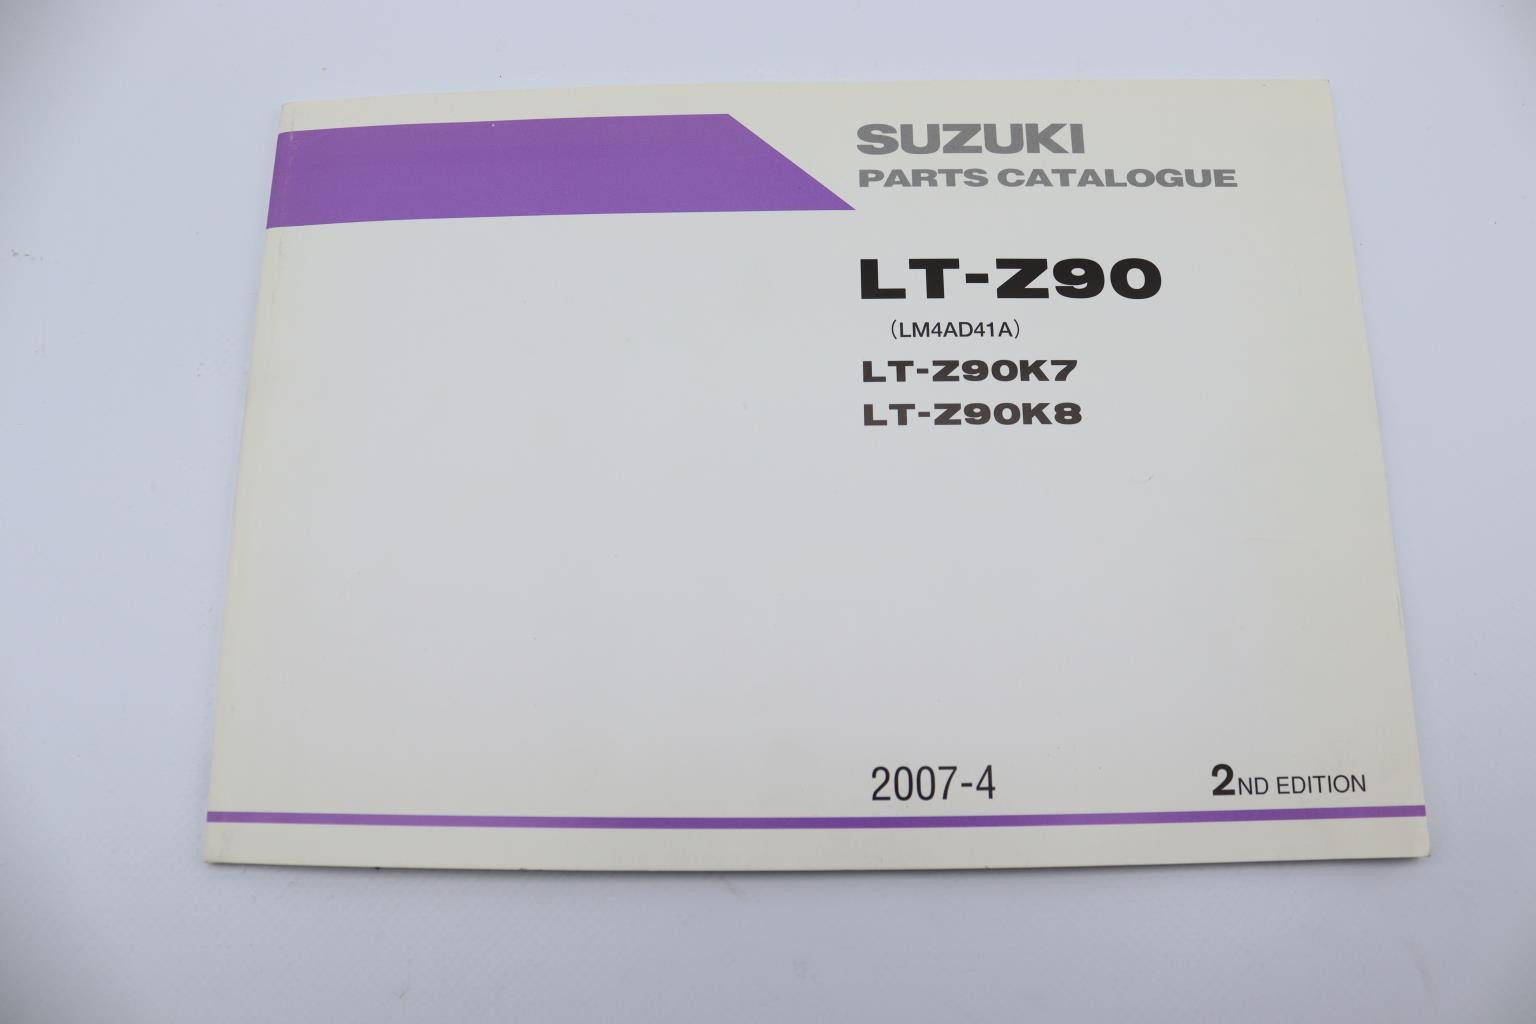 SUZUKI
PARTS CATALOGUE
LT-Z90
(LM4AD41A)
LT-Z90K7
LT-Z90K8
2007-4
2ND EDITION